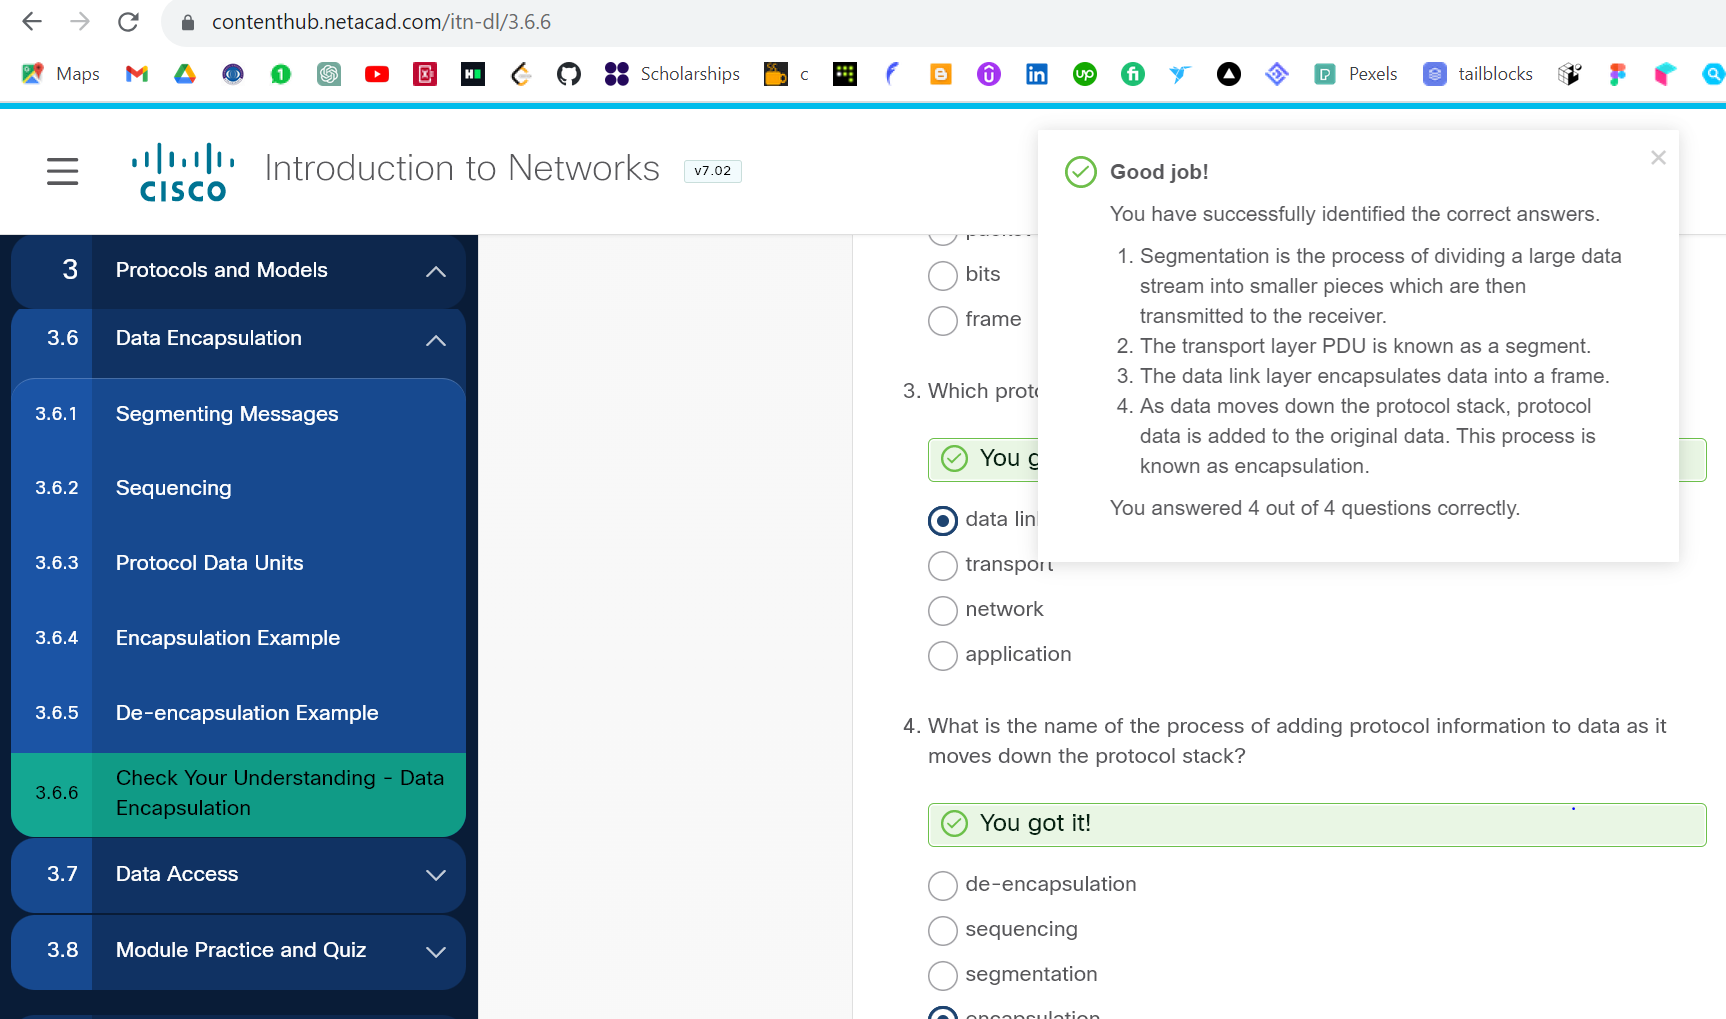 contenthub.netacad.com/itn-dl/3.6.6
Maps
Scholarships
c
Pexels
tailblocks
CISCO
Introduction to Networks
v7.02
3 Protocols and Models
3.6 Data Encapsulation
3.6.1 Segmenting Messages
3.6.2 Sequencing
3.6.3 Protocol Data Units
3.6.4 Encapsulation Example
3.6.5 De-encapsulation Example
3.6.6 Check Your Understanding - Data
Encapsulation
3.7 Data Access
3.8 Module Practice and Quiz
bits
frame
3. Which
You
data
transport
network
application
4. What is the name of the process of adding protocol information to data as it
moves down the protocol stack?
You got it!
de-encapsulation
sequencing
segmentation
encapsulation
Good job!
You have successfully identified the correct answers.
1. Segmentation is the process of dividing a large data
stream into smaller pieces which are then
transmitted to the receiver.
2. The transport layer PDU is known as a segment.
3. The data link layer encapsulates data into a frame.
4. As data moves down the protocol stack, protocol
data is added to the original data. This process is
known as encapsulation.
You answered 4 out of 4 questions correctly.